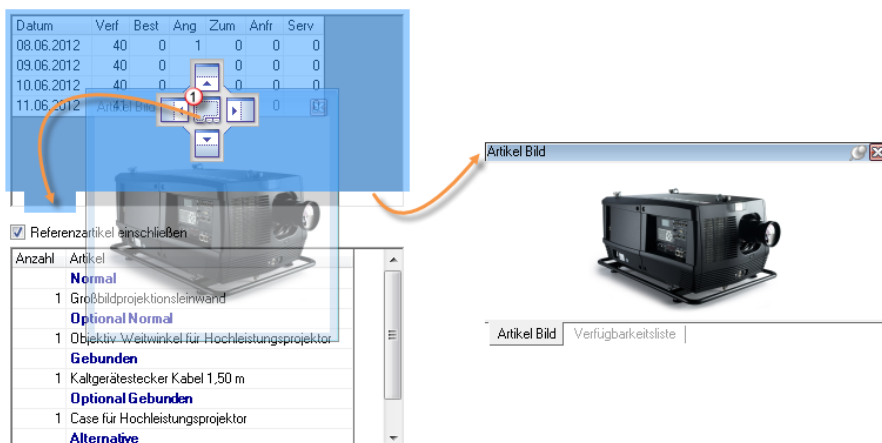 Datum Verf Best Ang Zum Anfr Serv
08.06.2012 40 0 1 0 0 0
09.06.2012 40 0 0 0
10.06.2012 40 0 0 0 0
11.06.2012 41 Artikel Bild 0
1
Artikel Bild
Referenzartikel einschließen
Anzahl Artikel
Normal
1 Großbildprojektionsleinwand
Optional Normal
1 Objektiv Weitwinkel für Hochleistungsprojektor
Gebunden
1 Kaltgerätestecker Kabel 1,50 m
Optional Gebunden
1 Case für Hochleistungsprojektor
Alternative
Artikel Bild Verfügbarkeitsliste